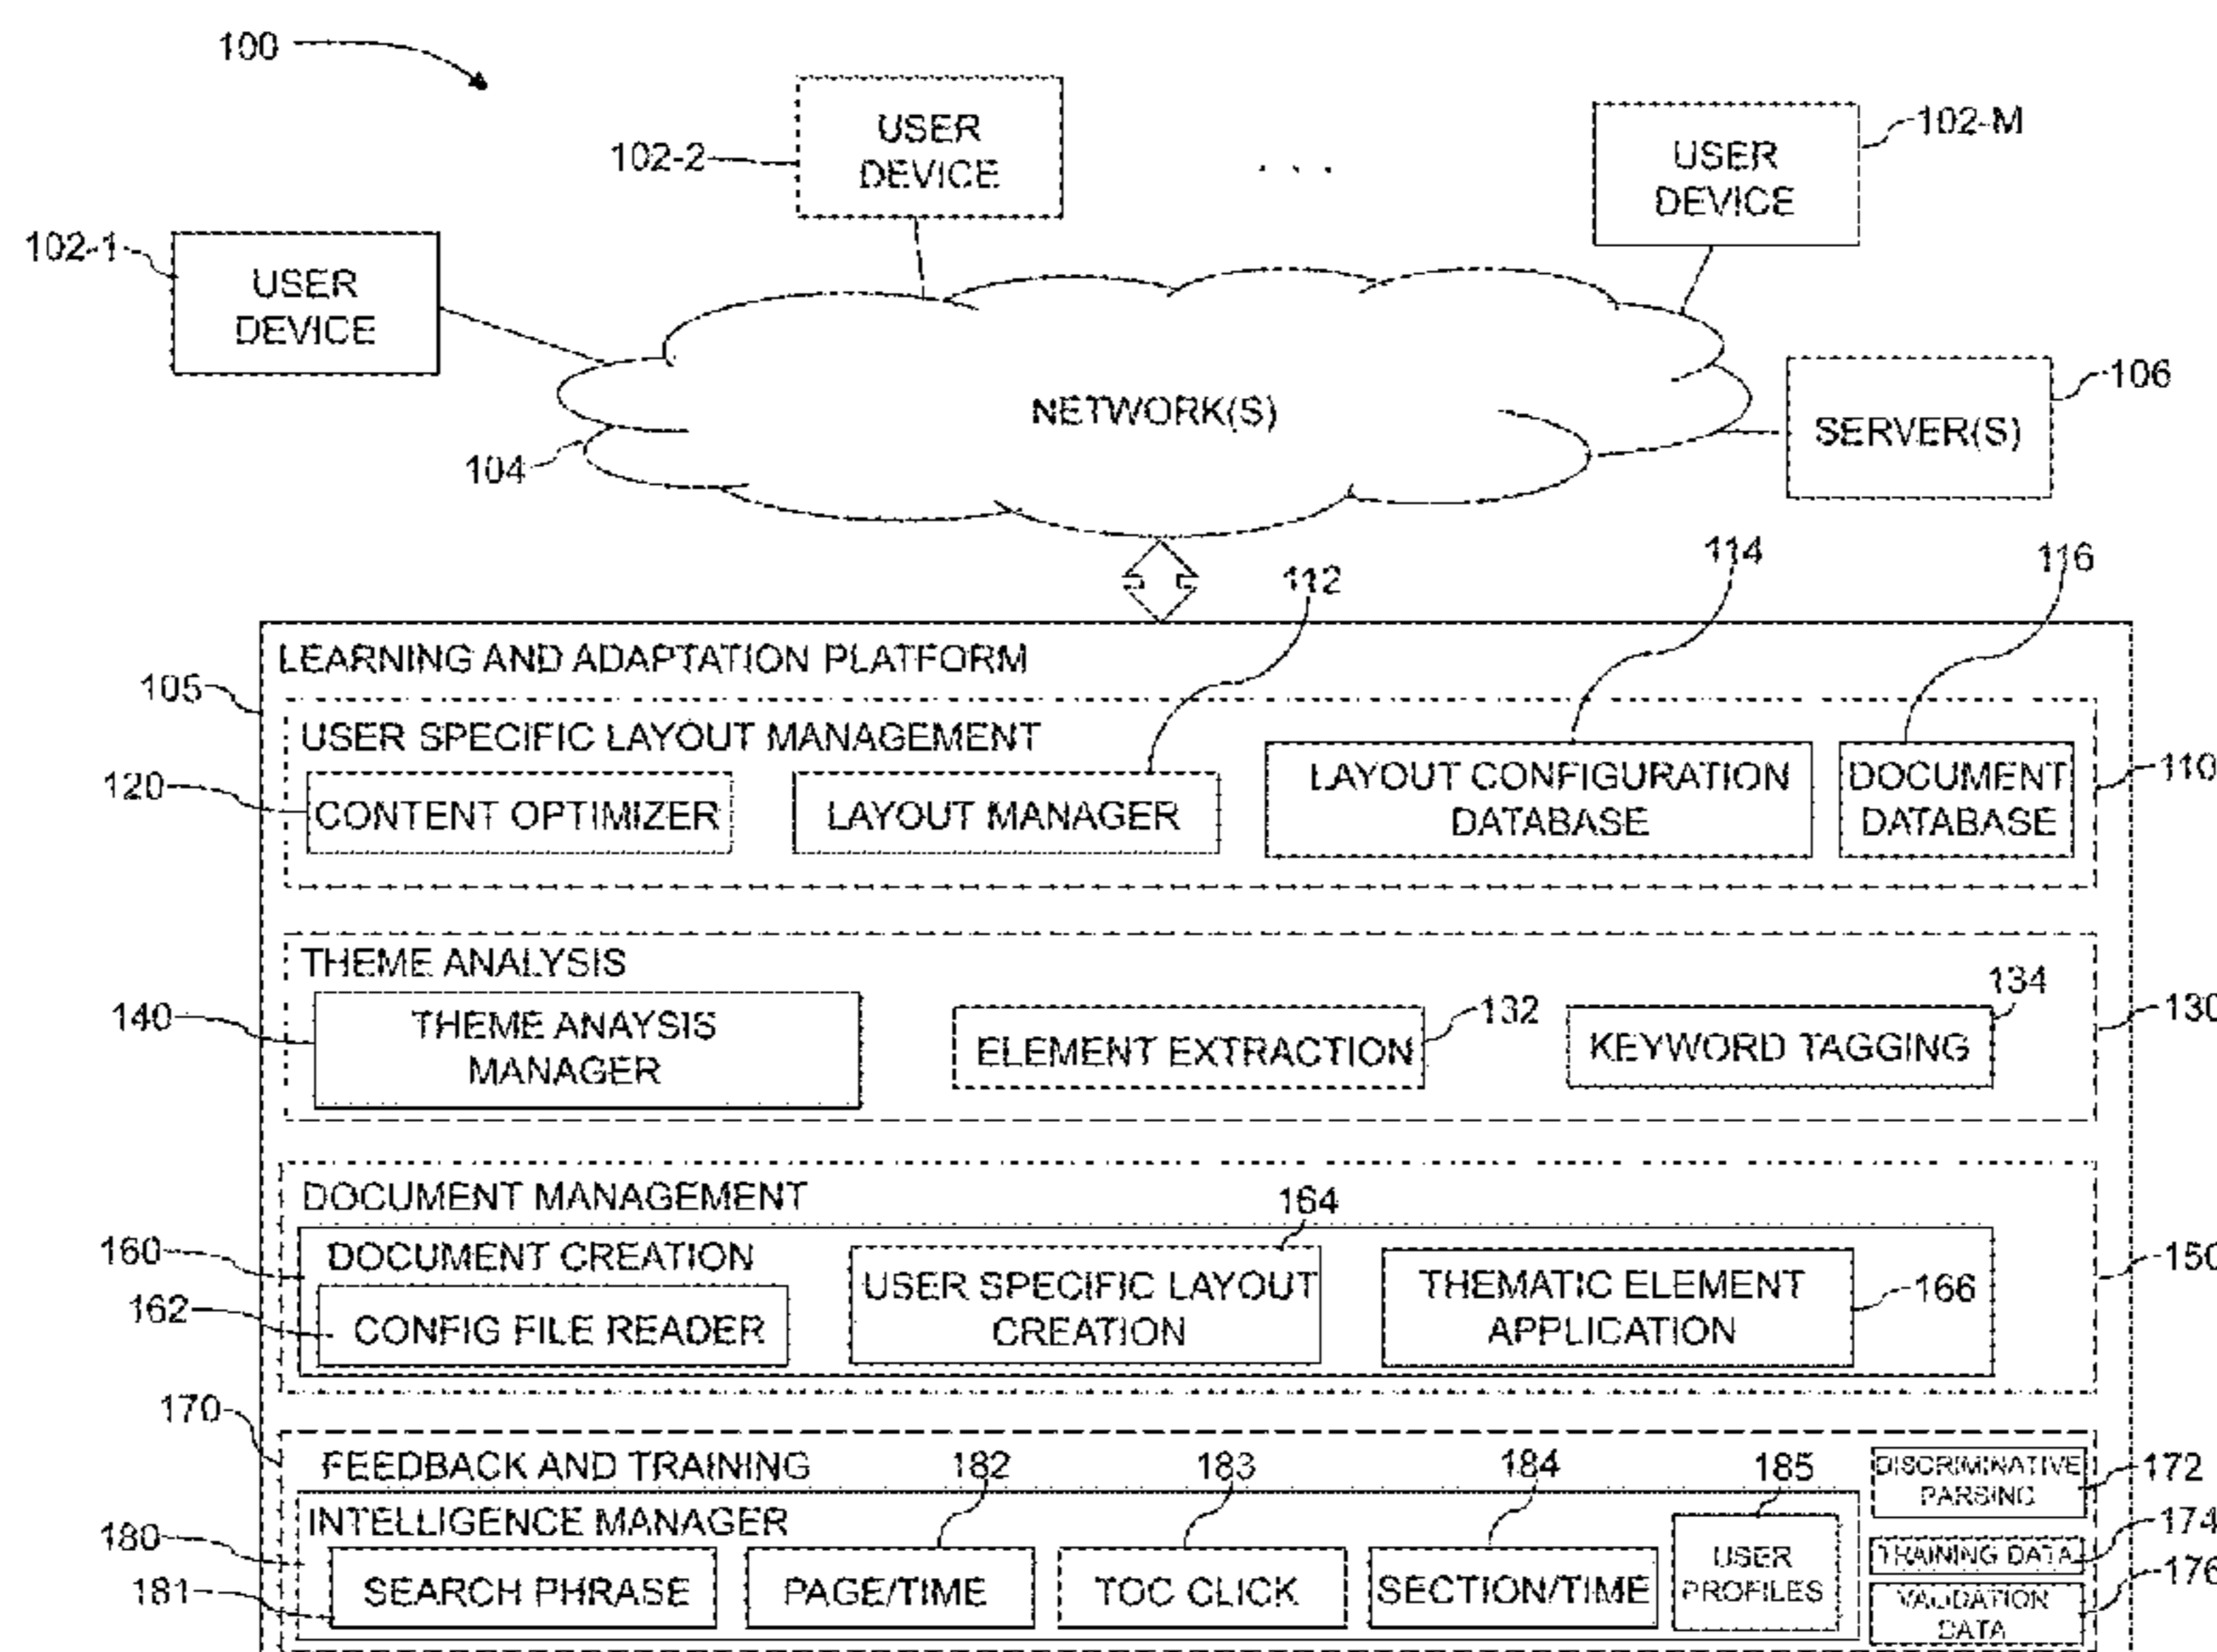 100
USER
DEVICE
102-2
USER
DEVICE
102-M
. . .
102-1
USER
DEVICE
NETWORK(S)
104
106
SERVER(S)
112
114
116
LEARNING AND ADAPTATION PLATFORM
105
USER SPECIFIC LAYOUT MANAGEMENT
110
120
CONTENT OPTIMIZER
LAYOUT MANAGER
LAYOUT CONFIGURATION
DATABASE
DOCUMENT
DATABASE
THEME ANALYSIS
130
140
THEME ANAYSIS
MANAGER
132
ELEMENT EXTRACTION
134
KEYWORD TAGGING
DOCUMENT MANAGEMENT
150
160
DOCUMENT CREATION
162
CONFIG FILE READER
164
USER SPECIFIC LAYOUT
CREATION
THEMATIC ELEMENT
APPLICATION
166
170
FEEDBACK AND TRAINING
182
183
184
185
180
INTELLIGENCE MANAGER
181
SEARCH PHRASE
PAGE/TIME
TOC CLICK
SECTION/TIME
USER
PROFILES
DISCRIMINATIVE
PARSING
172
TRAINING DATA
174
VALIDATION
DATA
176